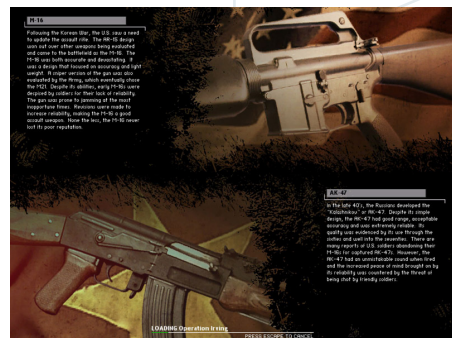 M-16
Following the Korean War, the U.S. saw a need
to update the assault rifle. The AR-15 design
won out over other weapons being evaluated
and came to the battlefield as the M-16. The
M-16 was both accurate and devastating. It
was a design that focused on accuracy and light
weight. A sniper version of the gun was also
evaluated by the Army, which eventually chose
the M21. Despite its abilities, early M-16s were
despised by soldiers for their lack of reliability.
The gun was prone to jamming at the most
inopportune times. Revisions were made to
increase reliability, making the M-16 a good
assault weapon. None the less, the M-16 never
lost its poor reputation.
AK-47
In the late 40's, the Russians developed the
"Kalashnikov" or AK-47. Despite its simple
design, the AK-47 had good range, acceptable
accuracy and was extremely reliable. Its
quality was evidenced by its use through the
sixties and well into the seventies. There are
many reports of U.S. soldiers abandoning their
M-16s for captured AK-47s. However, the
AK-47 had an unmistakable sound when fired
and the increased peace of mind brought on by
its reliability was countered by the threat of
being shot by friendly soldiers.
LOADING Operation Irving
PRESS ESCAPE TO CANCEL